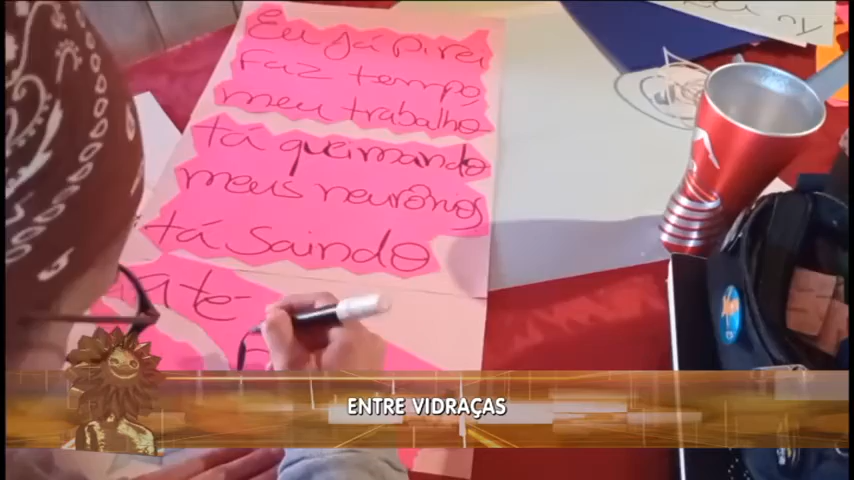 Eu já pirei
faz tempo
meu trabalho
tá queimando
meus neurônios
tá saindo
até
ENTRE VIDRAÇAS